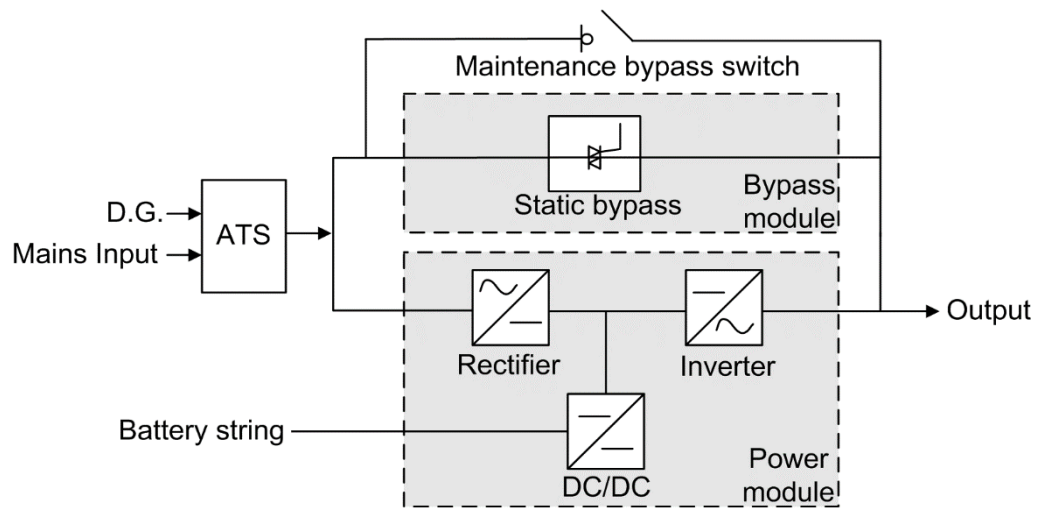 Maintenance bypass switch
Static bypass
Bypass
module
D.G.
Mains Input
ATS
Rectifier
Inverter
Output
Battery string
DC/DC
Power
module